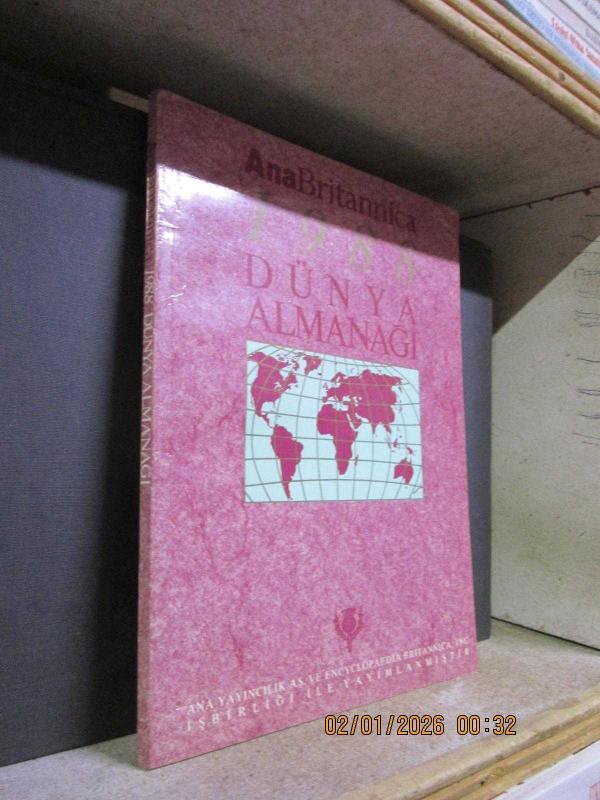 AnaBritannica
1988
DÜNYA
ALMANAĞI
1988 DÜNYA ALMANAĞI
ANA YAYINCILIK A.Ş. VE ENCYCLOPAEDIA BRITANNICA, INC.
İŞBİRLİĞİ İLE YAYIMLANMIŞTIR
02/01/2026 00:32